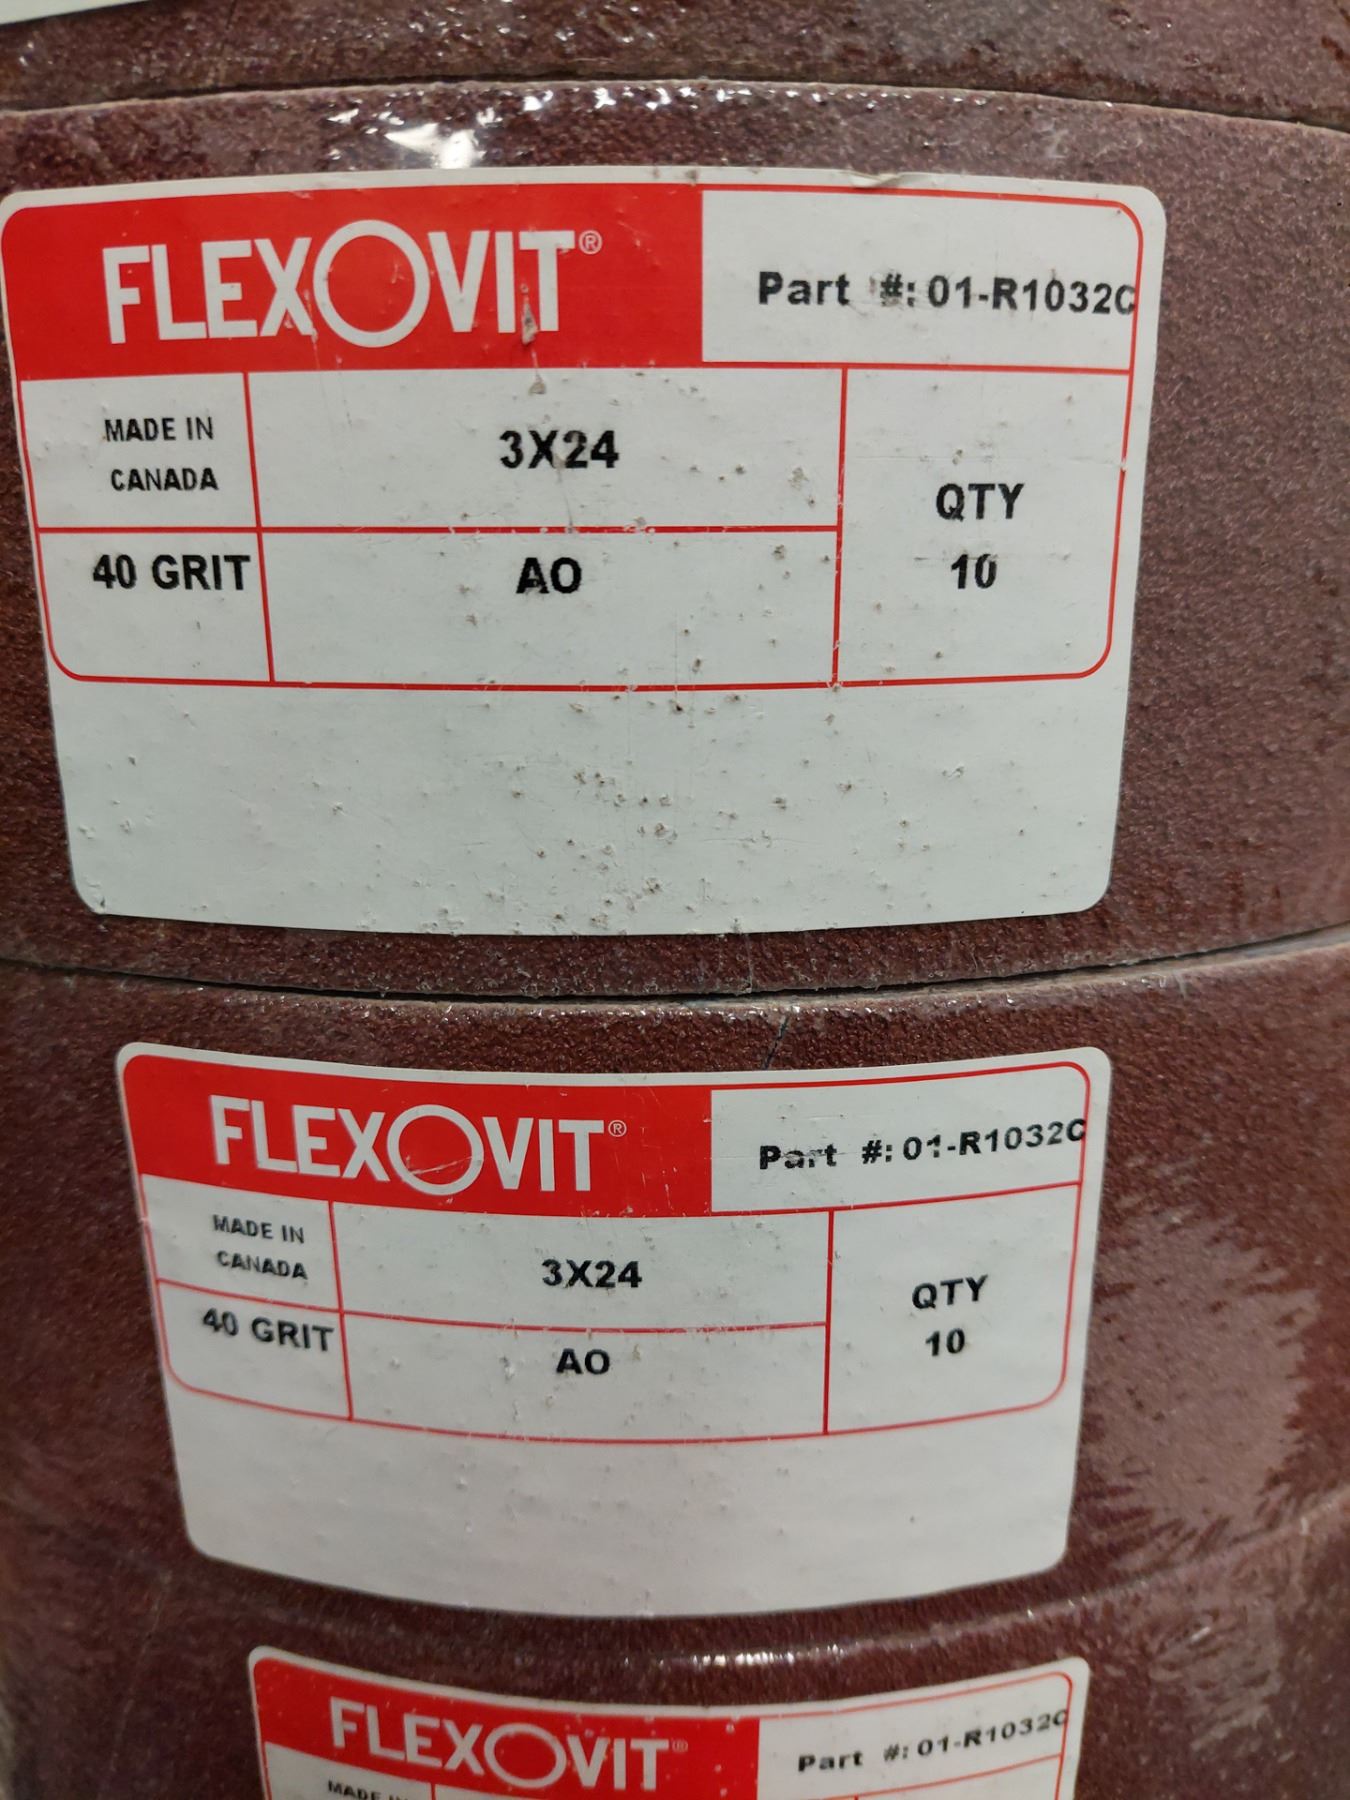 FLEXOVIT®
Part #: 01-R1032C
MADE IN
CANADA
3X24
QTY
10
40 GRIT
AO
FLEXOVIT®
Part #: 01-R1032C
MADE IN
CANADA
3X24
QTY
10
40 GRIT
AO
FLEXOVIT®
Part #: 01-R1032C
MADE